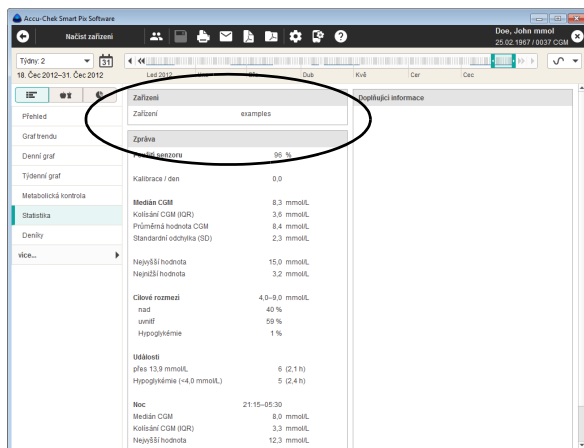 Accu-Chek Smart Pix Software
Načíst zařízení
Doe, John mmol
25.02.1967 / 0037 CGM
Týdny: 2
31
18. Čec 2012–31. Čec 2012
Led 2012
Dub
Kvě
Čer
Čec
Přehled
Graf trendu
Denní graf
Týdenní graf
Metabolická kontrola
Statistika
Deníky
více...
Zařízení
Zařízení examples
Zpráva
Použití senzoru 96 %
Kalibrace / den 0,0
Medián CGM 8,3 mmol/L
Kolísání CGM (IQR) 3,6 mmol/L
Průměrná hodnota CGM 8,4 mmol/L
Standardní odchylka (SD) 2,3 mmol/L
Nejvyšší hodnota 15,0 mmol/L
Nejnižší hodnota 3,2 mmol/L
Cílové rozmezí 4,0–9,0 mmol/L
nad 40 %
uvnitř 59 %
Hypoglykémie 1 %
Události
přes 13,9 mmol/L 6 (2,1 h)
Hypoglykémie (<4,0 mmol/L) 5 (2,4 h)
Noc 21:15–05:30
Medián CGM 8,0 mmol/L
Kolísání CGM (IQR) 3,3 mmol/L
Nejvyšší hodnota 12,3 mmol/L
Doplňující informace